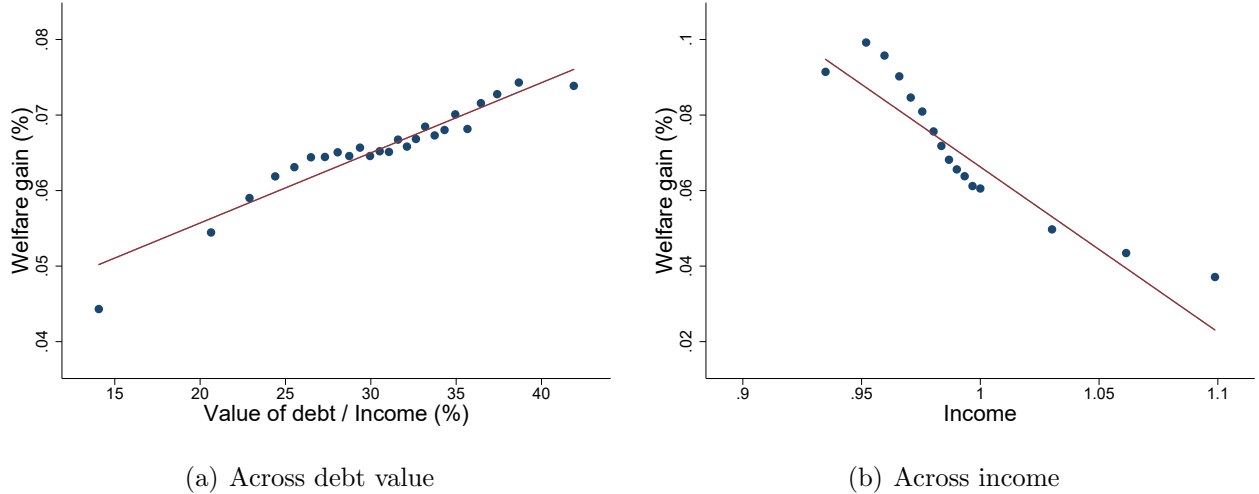 .08
.07
.06
.05
.04
Welfare gain (%)
15 20 25 30 35 40
Value of debt / Income (%)
(a) Across debt value
.1
.08
.06
.04
.02
Welfare gain (%)
.9 .95 1 1.05 1.1
Income
(b) Across income